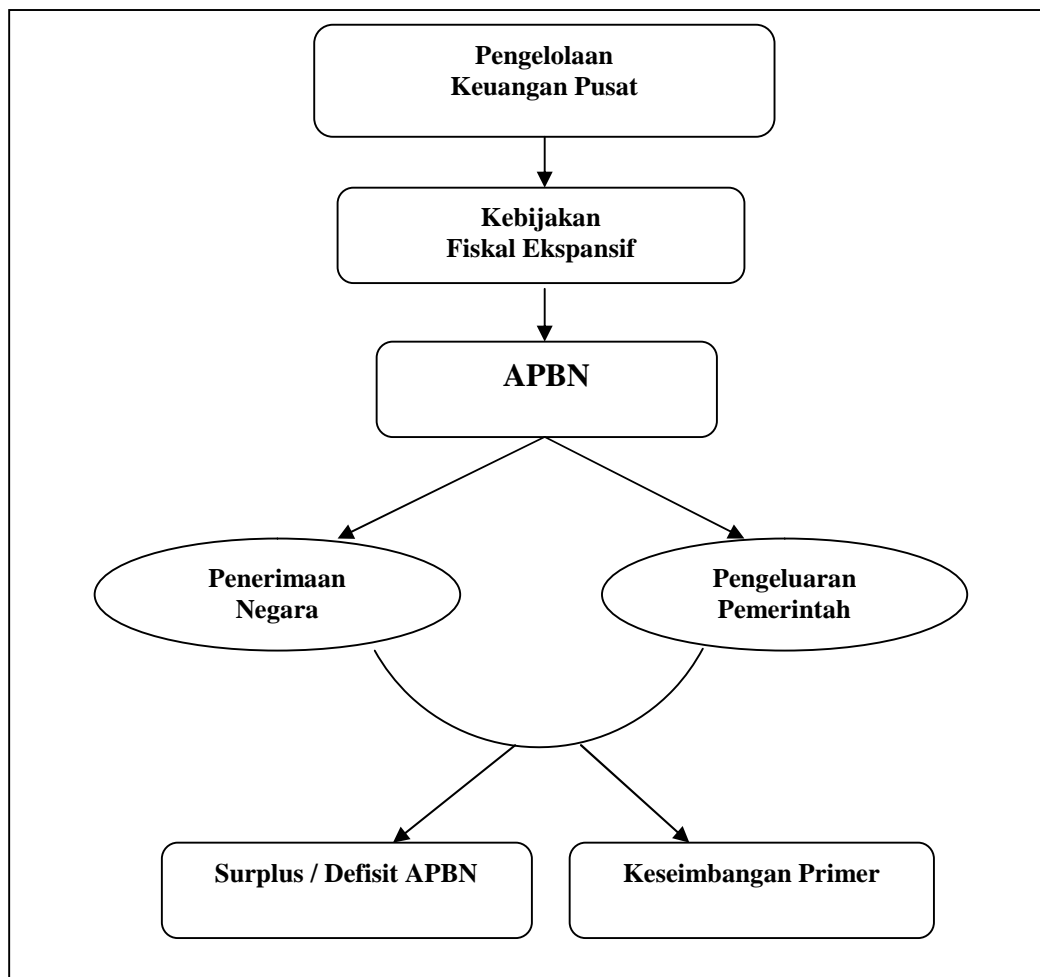 Pengelolaan
Keuangan Pusat
Kebijakan
Fiskal Ekspansif
APBN
Penerimaan
Negara
Pengeluaran
Pemerintah
Surplus / Defisit APBN
Keseimbangan Primer